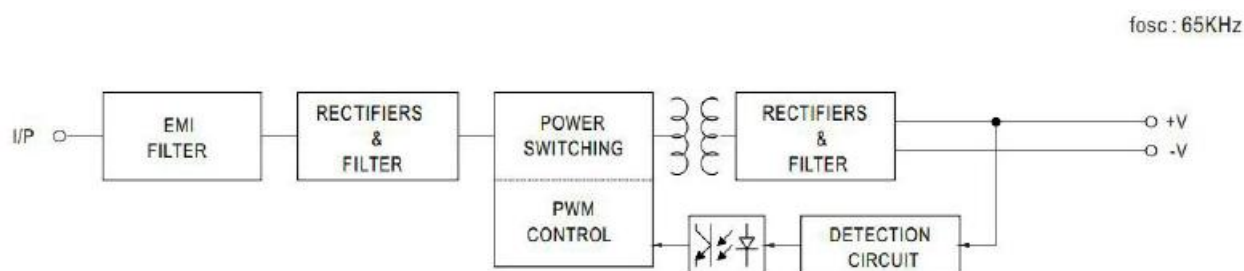 fosc : 65KHz
I/P
EMI
FILTER
RECTIFIERS
&
FILTER
POWER
SWITCHING
PWM
CONTROL
RECTIFIERS
&
FILTER
+V
-V
DETECTION
CIRCUIT